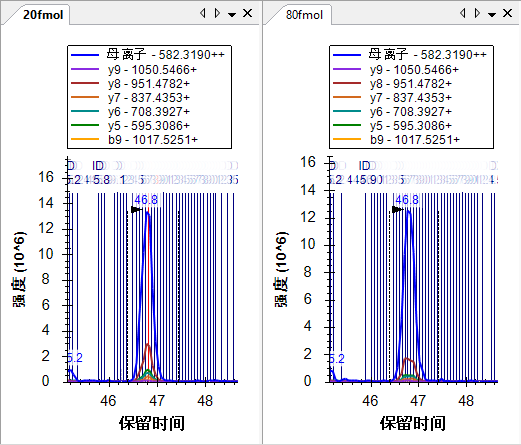 20fmol
80fmol
母离子 - 582.3190++
y9 - 1050.5466+
y8 - 951.4782+
y7 - 837.4353+
y6 - 708.3927+
y5 - 595.3086+
b9 - 1017.5251+
母离子 - 582.3190++
y9 - 1050.5466+
y8 - 951.4782+
y7 - 837.4353+
y6 - 708.3927+
y5 - 595.3086+
b9 - 1017.5251+
ID
ID
46.8
46.8
16
14
12
10
8
6
4
2
0
16
14
12
10
8
6
4
2
0
强度 (10^6)
强度 (10^6)
5.2
5.2
46 47 48
46 47 48
保留时间
保留时间